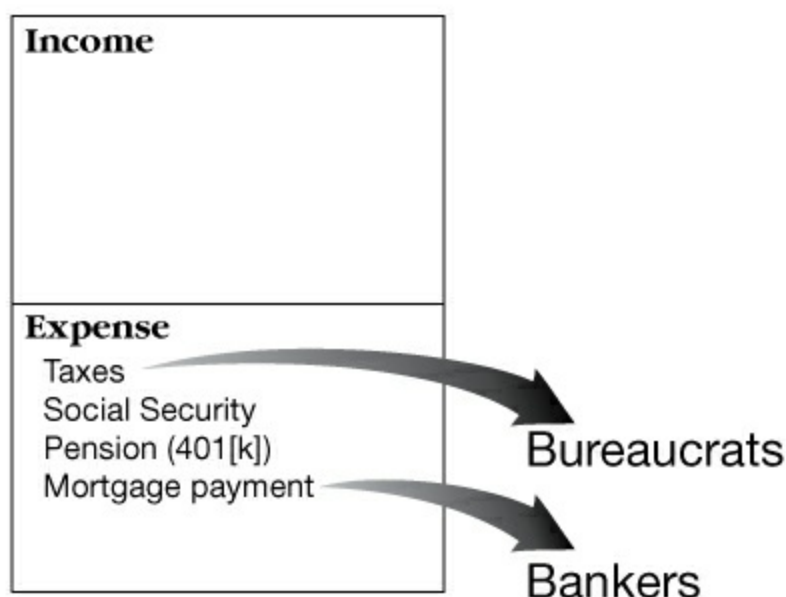 Income
Expense
Taxes
Social Security
Pension (401[k])
Mortgage payment
Bureaucrats
Bankers